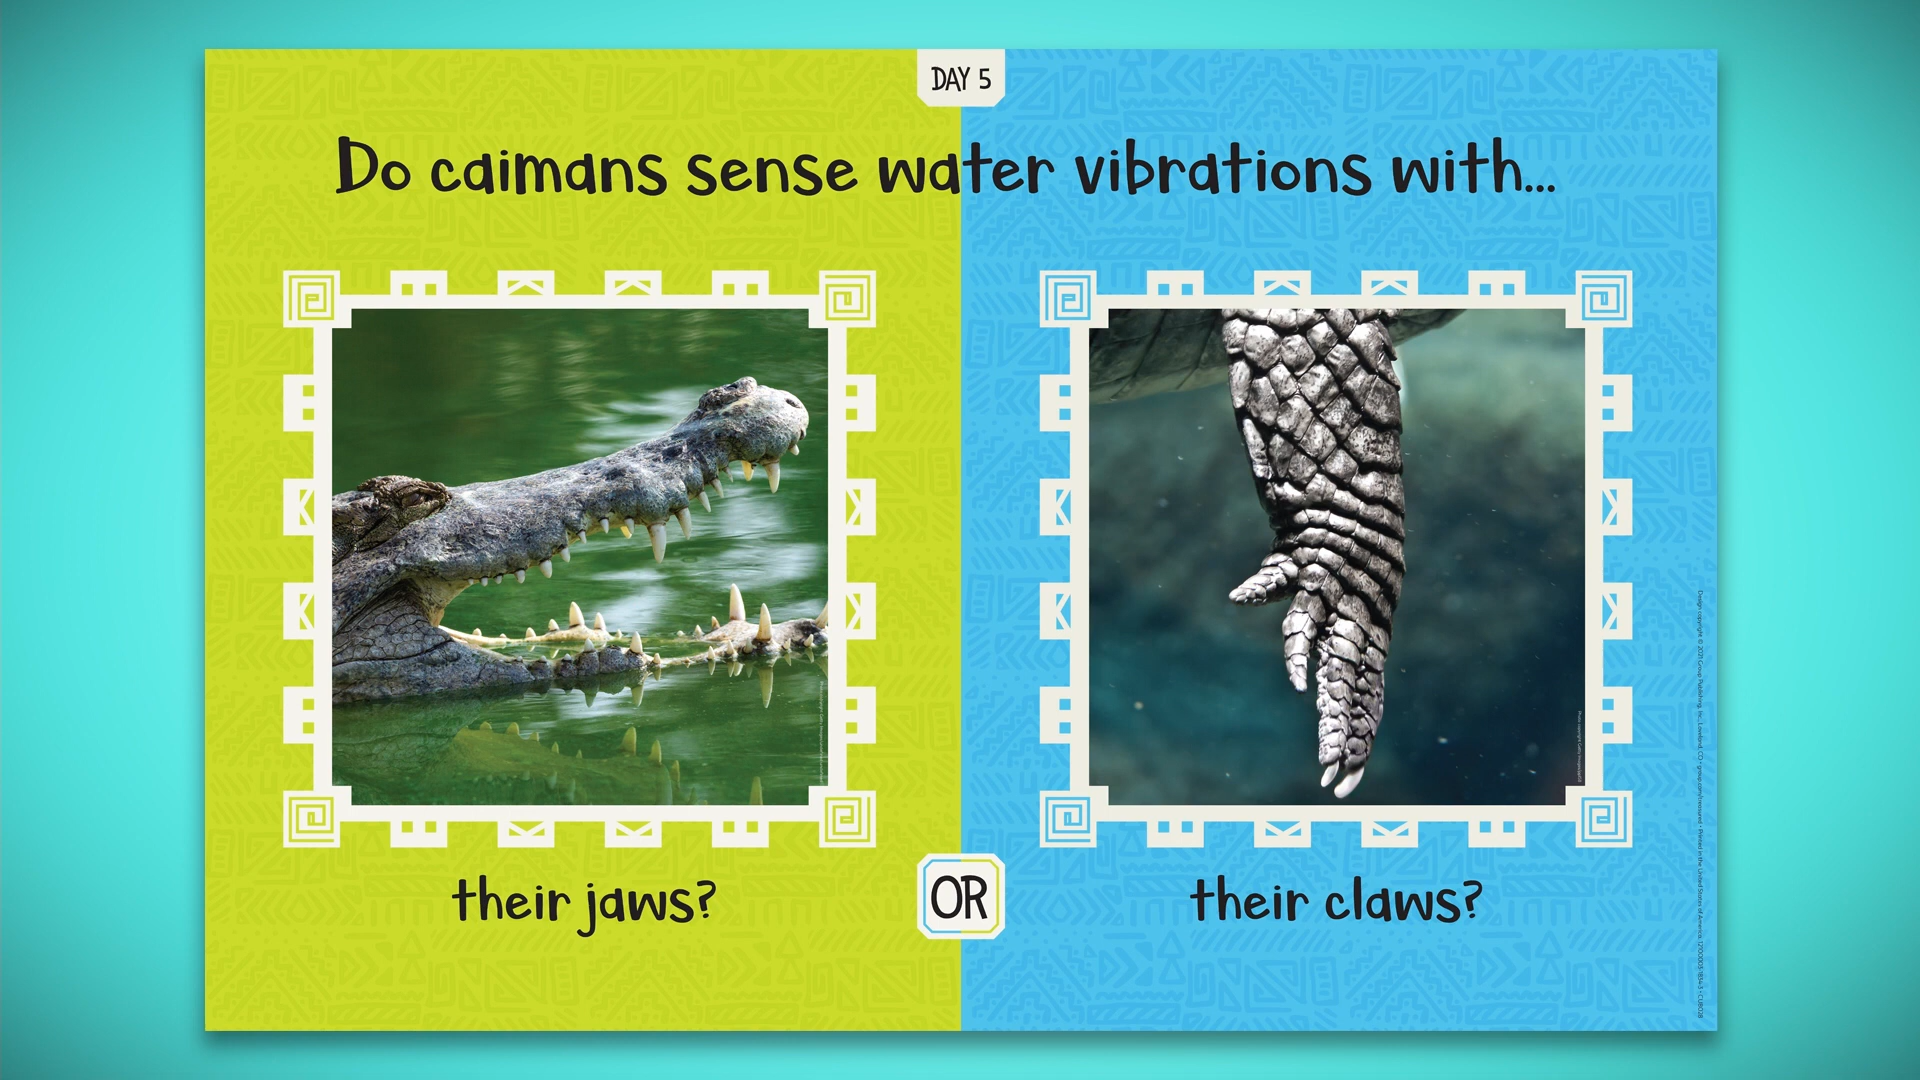 DAY 5
Do caimans sense water vibrations with...
their jaws?
OR
their claws?